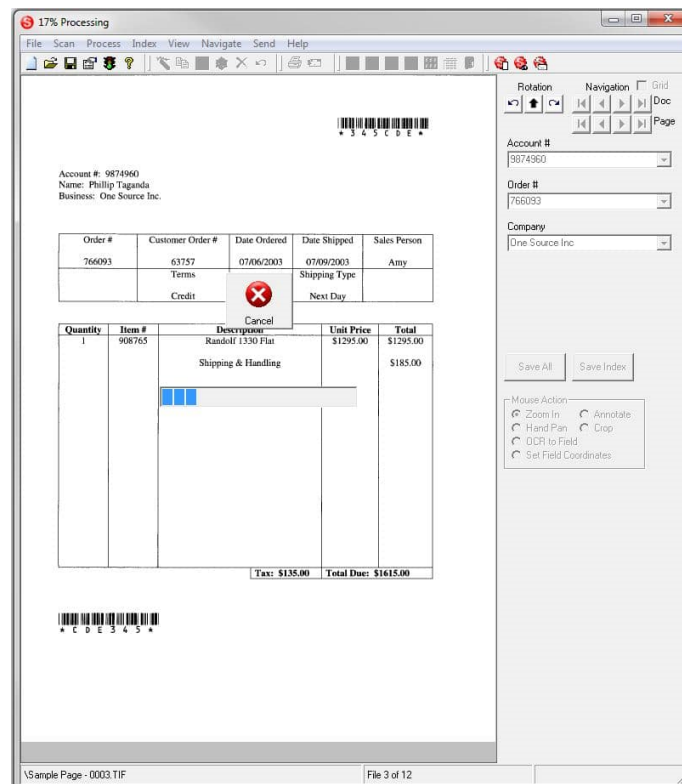 17% Processing
File Scan Process Index View Navigate Send Help
Rotation Navigation Grid
Doc
Page
* 3 4 5 C D E *
Account #
9874960
Order #
766093
Company
One Source Inc
Account #: 9874960
Name: Phillip Taganda
Business: One Source Inc.
Order # Customer Order # Date Ordered Date Shipped Sales Person
766093 63757 07/06/2003 07/09/2003 Amy
Terms Shipping Type
Credit Next Day
Cancel
Quantity Item # Description Unit Price Total
1 908765 Randolf 1330 Flat $1295.00 $1295.00
Shipping & Handling $185.00
Tax: $135.00 Total Due: $1615.00
* C D E 3 4 5 *
Save All Save Index
Mouse Action
Zoom In Annotate
Hand Pan Crop
OCR to Field
Set Field Coordinates
\Sample Page - 0003.TIF File 3 of 12